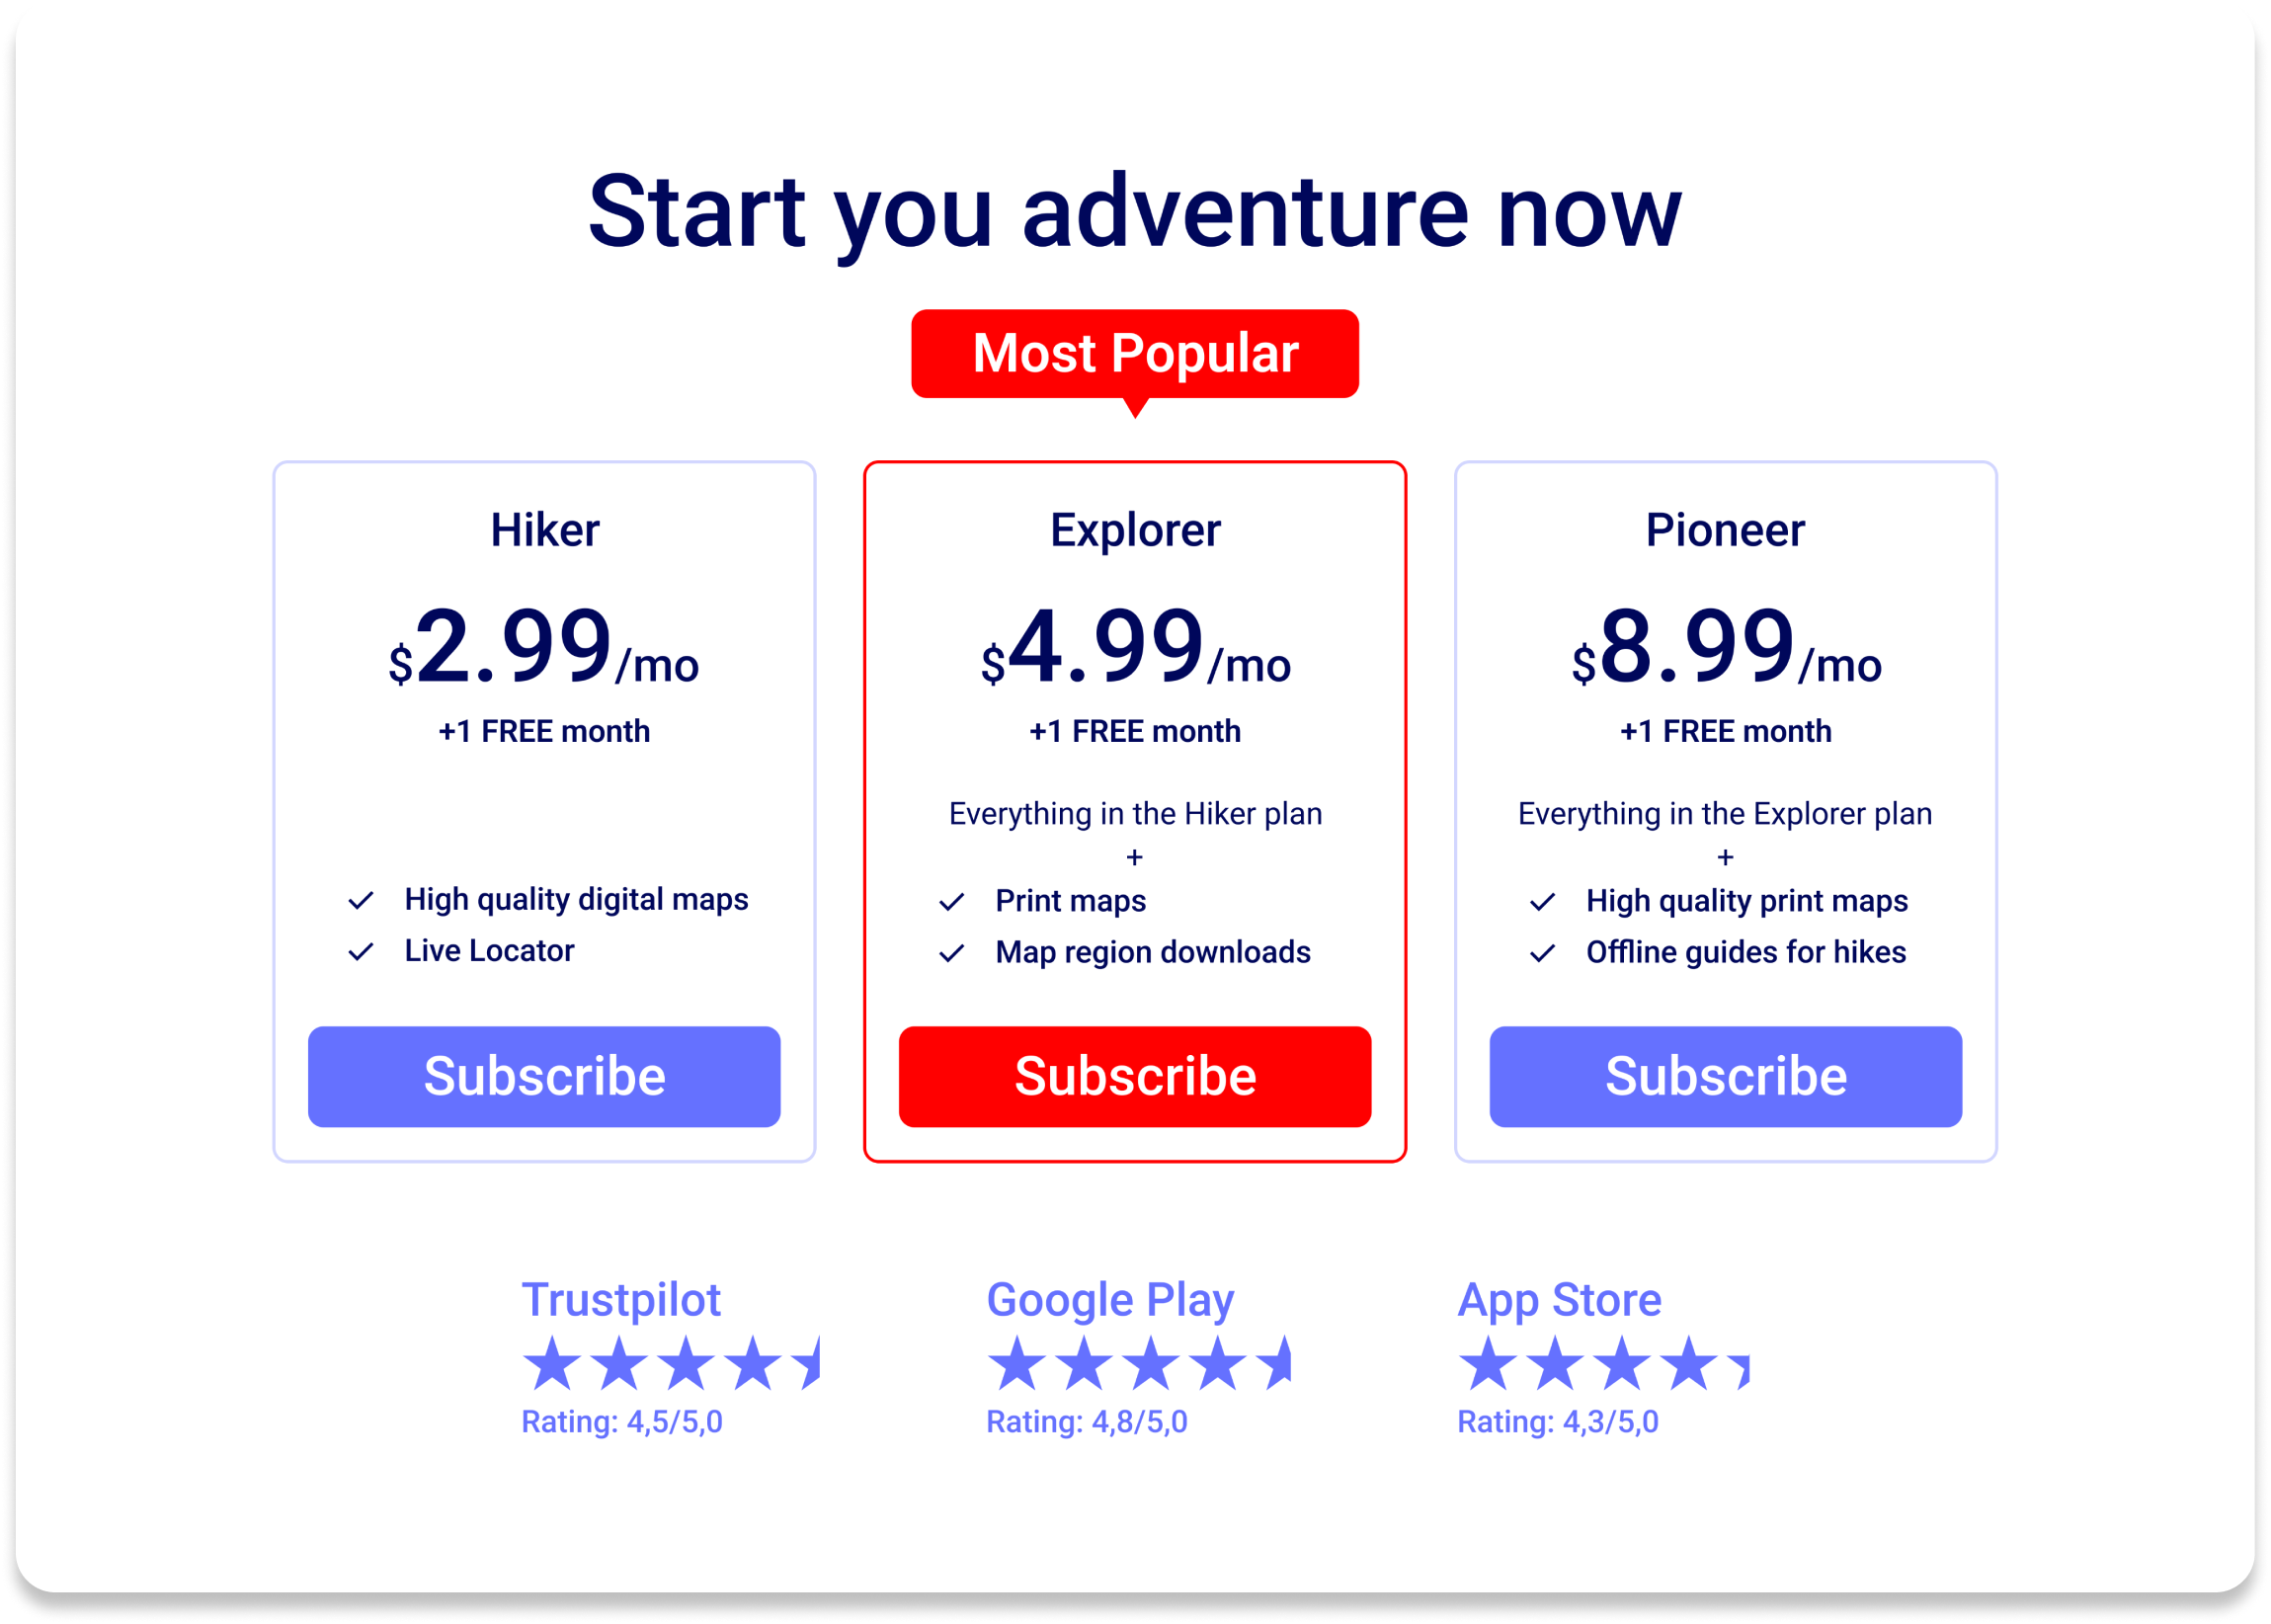 Start you adventure now
Most Popular
Hiker
$2.99/mo
+1 FREE month
High quality digital maps
Live Locator
Subscribe
Explorer
$4.99/mo
+1 FREE month
Everything in the Hiker plan
+
Print maps
Map region downloads
Subscribe
Pioneer
$8.99/mo
+1 FREE month
Everything in the Explorer plan
+
High quality print maps
Offline guides for hikes
Subscribe
Trustpilot
Rating: 4,5/5,0
Google Play
Rating: 4,8/5,0
App Store
Rating: 4,3/5,0